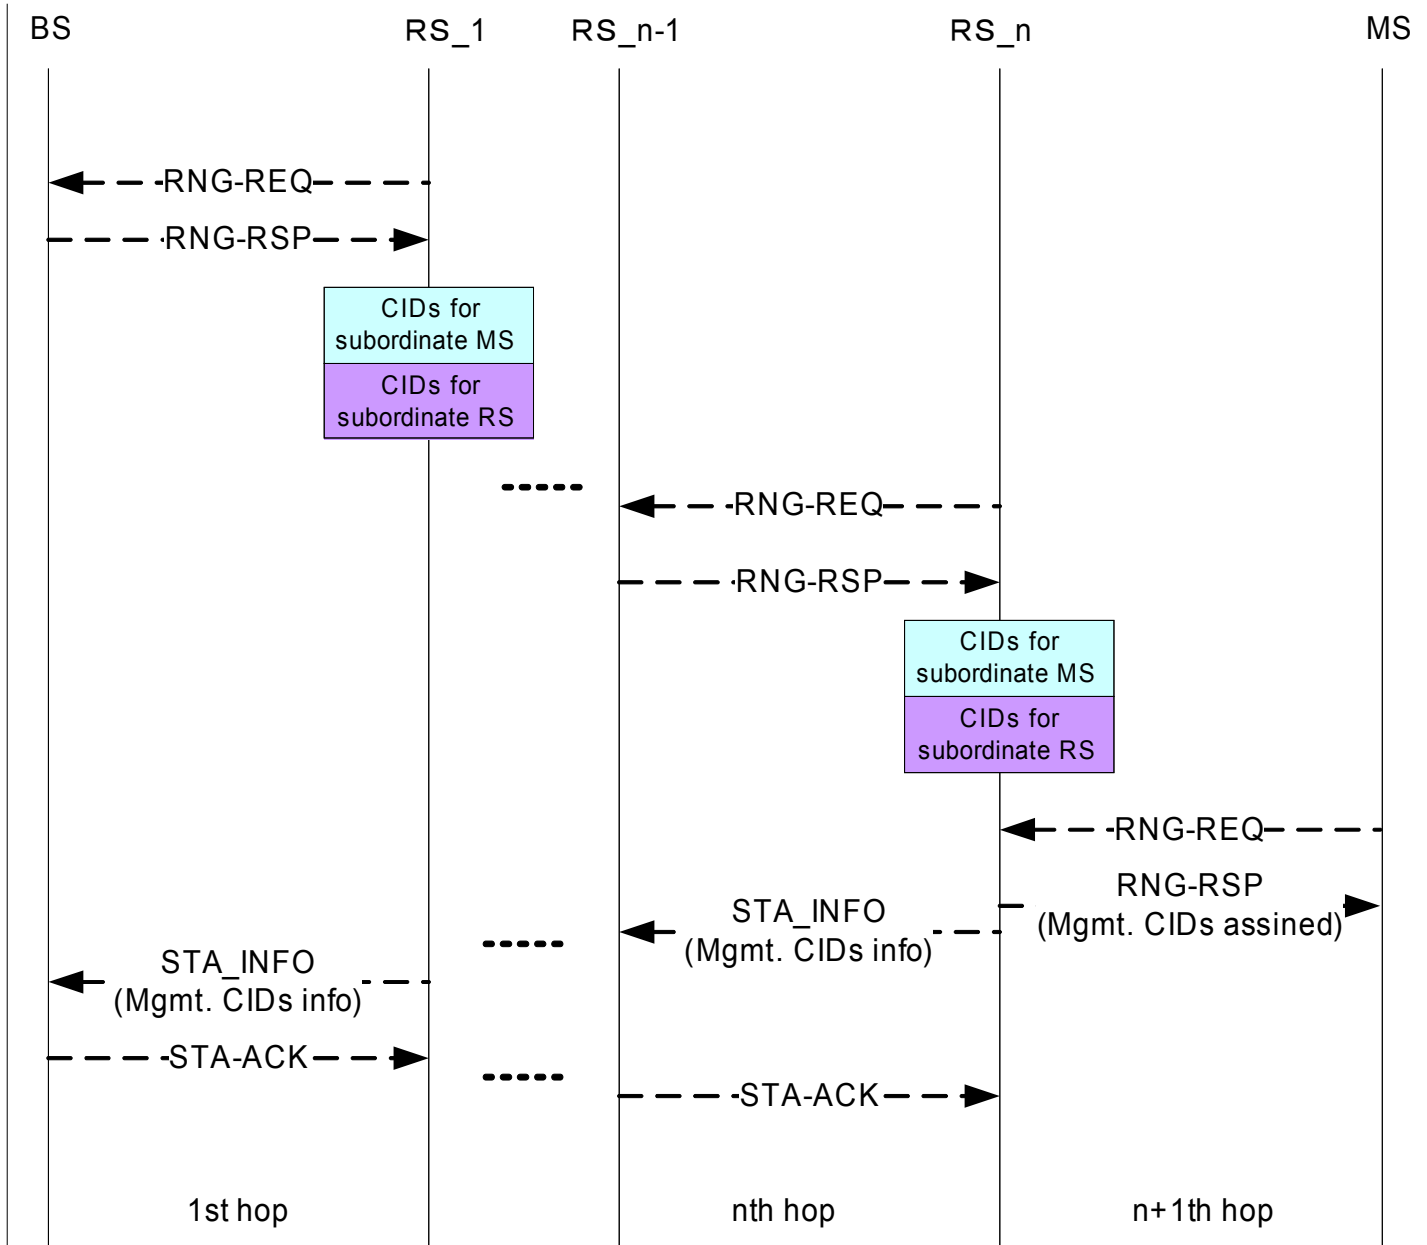 BS
RS_1
RS_n-1
RS_n
MS
RNG-REQ
RNG-RSP
CIDs for
subordinate MS
CIDs for
subordinate RS
RNG-REQ
RNG-RSP
CIDs for
subordinate MS
CIDs for
subordinate RS
RNG-REQ
RNG-RSP
(Mgmt. CIDs assined)
STA_INFO
(Mgmt. CIDs info)
STA_INFO
(Mgmt. CIDs info)
STA-ACK
STA-ACK
1st hop
nth hop
n+1th hop